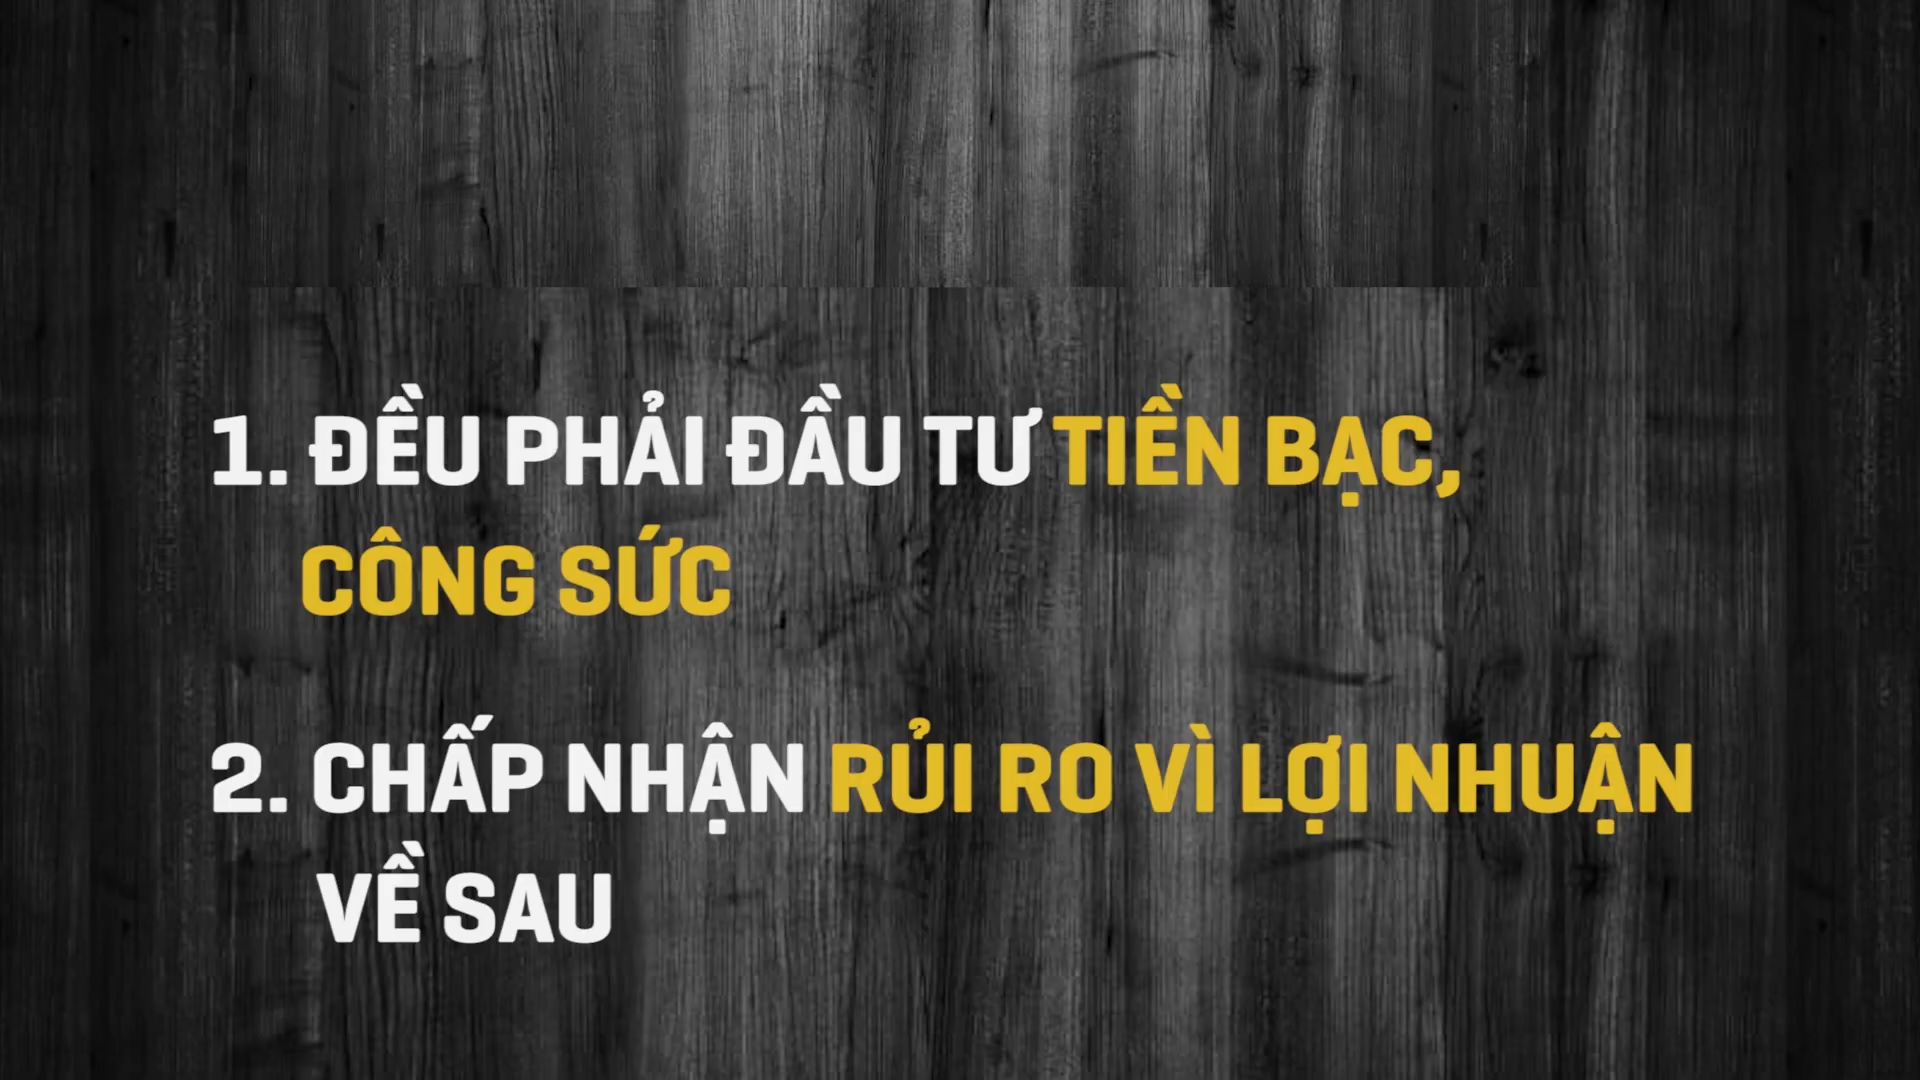 1. ĐỀU PHẢI ĐẦU TƯ TIỀN BẠC,
CÔNG SỨC
2. CHẤP NHẬN RỦI RO VÌ LỢI NHUẬN
VỀ SAU